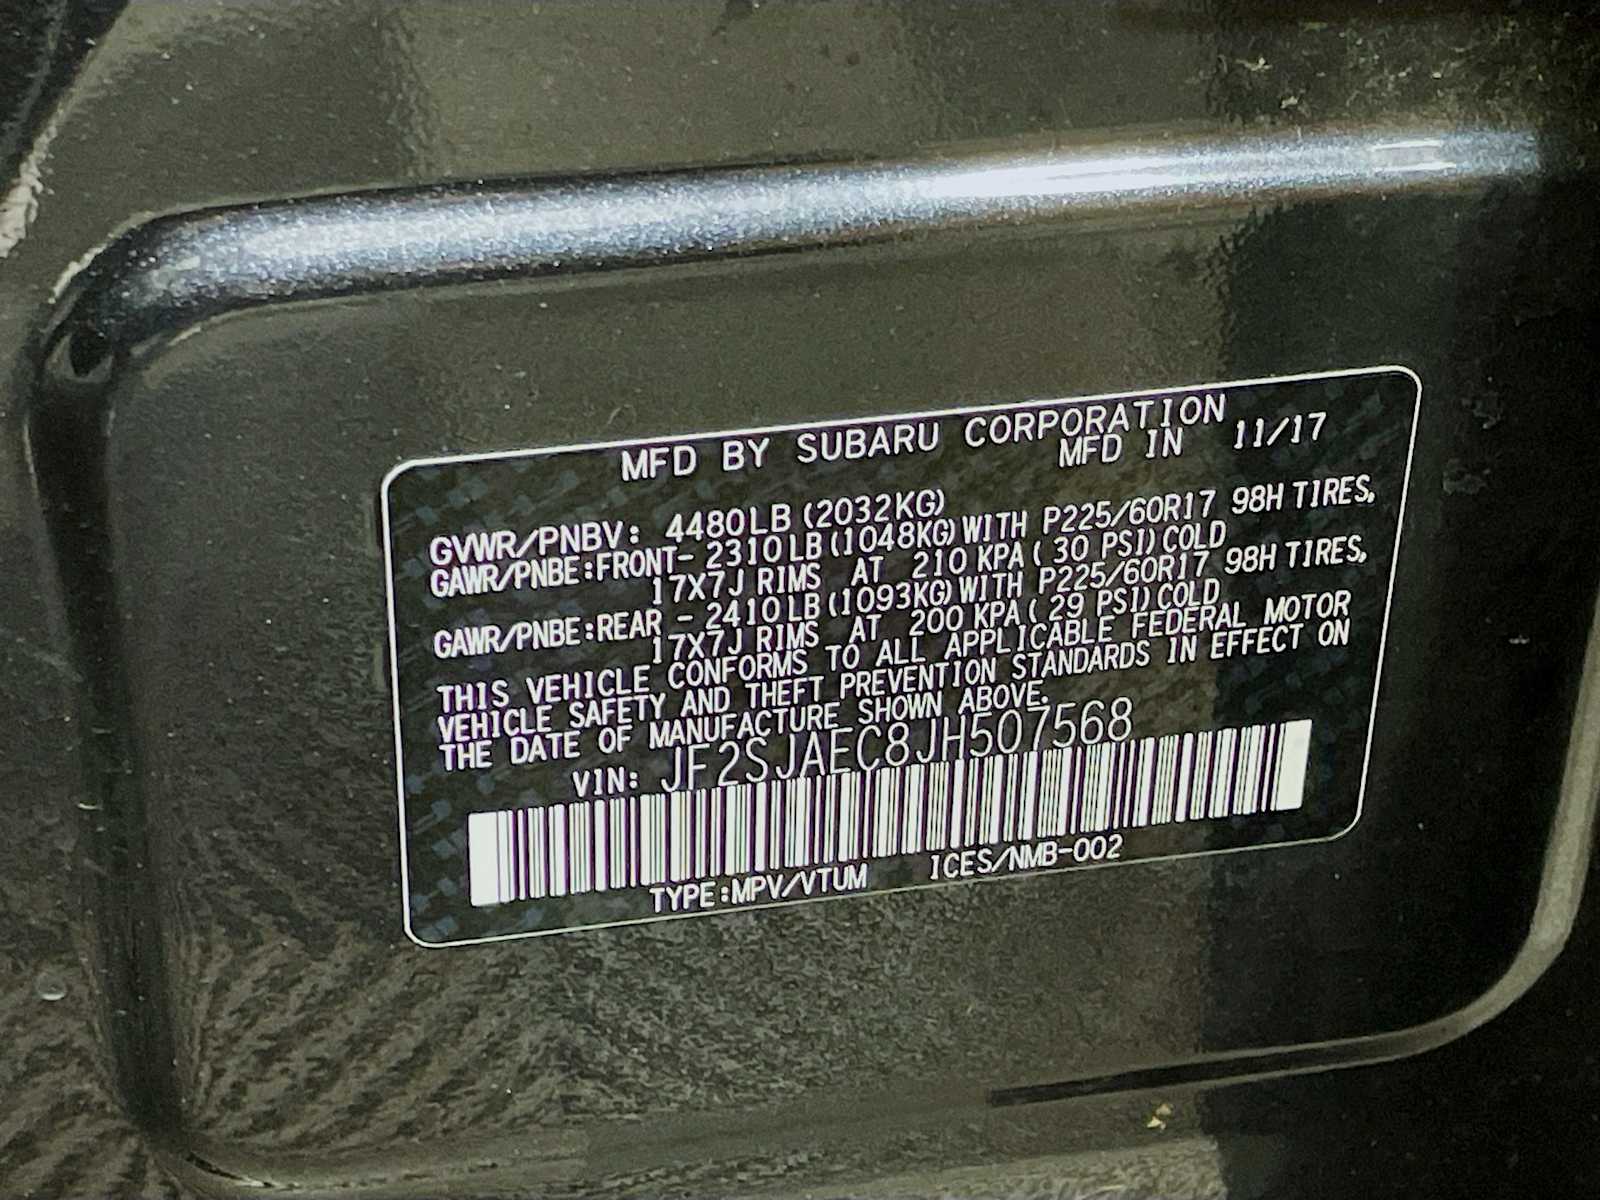 MFD BY SUBARU CORPORATION
MFD IN 11/17
GVWR/PNBV: 4480LB (2032KG)
GAWR/PNBE:FRONT- 2310 LB (1048KG) WITH P225/60R17 98H TIRES,
17X7J RIMS AT 210 KPA ( 30 PSI) COLD
GAWR/PNBE:REAR - 2410 LB (1093KG) WITH P225/60R17 98H TIRES,
17X7J RIMS AT 200 KPA ( 29 PSI) COLD
THIS VEHICLE CONFORMS TO ALL APPLICABLE FEDERAL MOTOR
VEHICLE SAFETY AND THEFT PREVENTION STANDARDS IN EFFECT ON
THE DATE OF MANUFACTURE SHOWN ABOVE.
VIN: JF2SJAEC8JH507568
TYPE:MPV/VTUM ICES/NMB-002